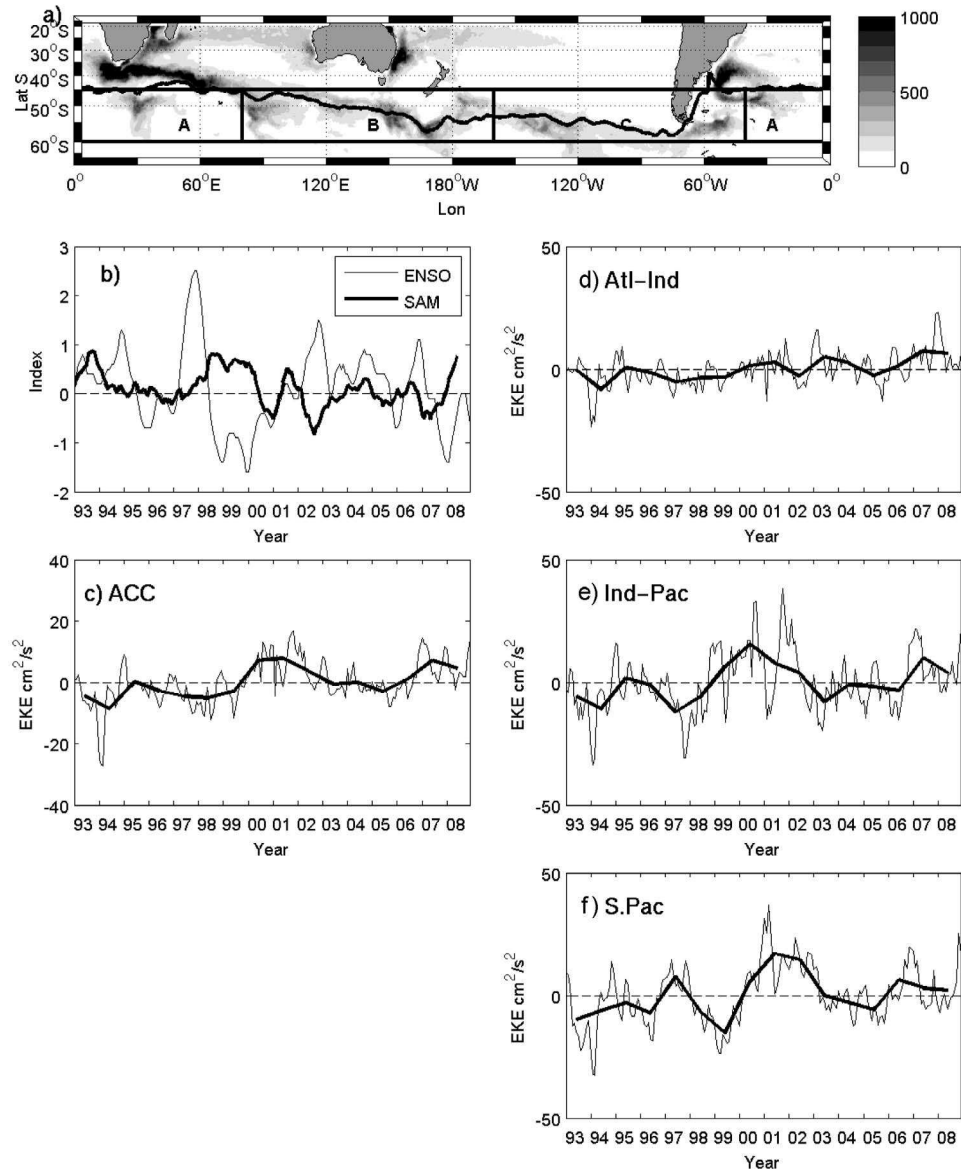 a)
20°S
30°S
40°S
50°S
60°S
Lat S
A B C A
0° 60°E 120°E 180°W 120°W 60°W 0°
Lon
1000
500
0
b)
ENSO
SAM
3
2
1
0
-1
-2
Index
93 94 95 96 97 98 99 00 01 02 03 04 05 06 07 08
Year
d) Atl-Ind
50
0
-50
EKE cm²/s²
93 94 95 96 97 98 99 00 01 02 03 04 05 06 07 08
Year
c) ACC
40
20
0
-20
-40
EKE cm²/s²
93 94 95 96 97 98 99 00 01 02 03 04 05 06 07 08
Year
e) Ind-Pac
50
0
-50
EKE cm²/s²
93 94 95 96 97 98 99 00 01 02 03 04 05 06 07 08
Year
f) S.Pac
50
0
-50
EKE cm²/s²
93 94 95 96 97 98 99 00 01 02 03 04 05 06 07 08
Year